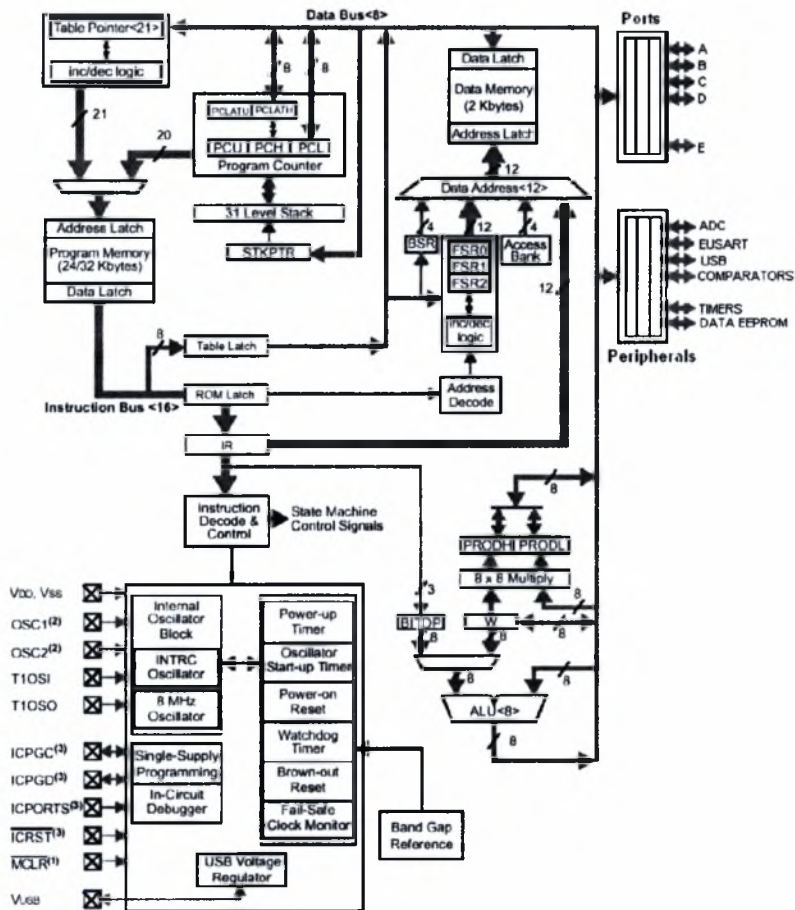 Data Bus<8>
Table Pointer<21>
inc/dec logic
21
20
8
8
PCLATU PCLATH
PCU PCH PCL
Program Counter
31 Level Stack
STKPTR
Data Latch
Data Memory
(2 Kbytes)
Address Latch
12
Data Address<12>
4
12
4
BSR
FSR0
FSR1
FSR2
Access
Bank
inc/dec
logic
12
Address
Decode
Address Latch
Program Memory
(24/32 Kbytes)
Data Latch
8
Table Latch
Instruction Bus <16>
ROM Latch
IR
Instruction
Decode &
Control
State Machine
Control Signals
Ports
A
B
C
D
E
ADC
EUSART
USB
COMPARATORS
TIMERS
DATA EEPROM
Peripherals
8
PRODH PRODL
8 x 8 Multiply
3
8
BITOP
W
8
8
8
8
8
ALU<8>
8
VDD, VSS
OSC1(2)
OSC2(2)
T1OSI
T1OSO
ICPGC(3)
ICPGD(3)
ICPORTS(3)
ICRST(3)
MCLR(1)
VUSB
Internal
Oscillator
Block
INTRC
Oscillator
8 MHz
Oscillator
Single-Supply
Programming
In-Circuit
Debugger
Power-up
Timer
Oscillator
Start-up Timer
Power-on
Reset
Watchdog
Timer
Brown-out
Reset
Fail-Safe
Clock Monitor
USB Voltage
Regulator
Band Gap
Reference